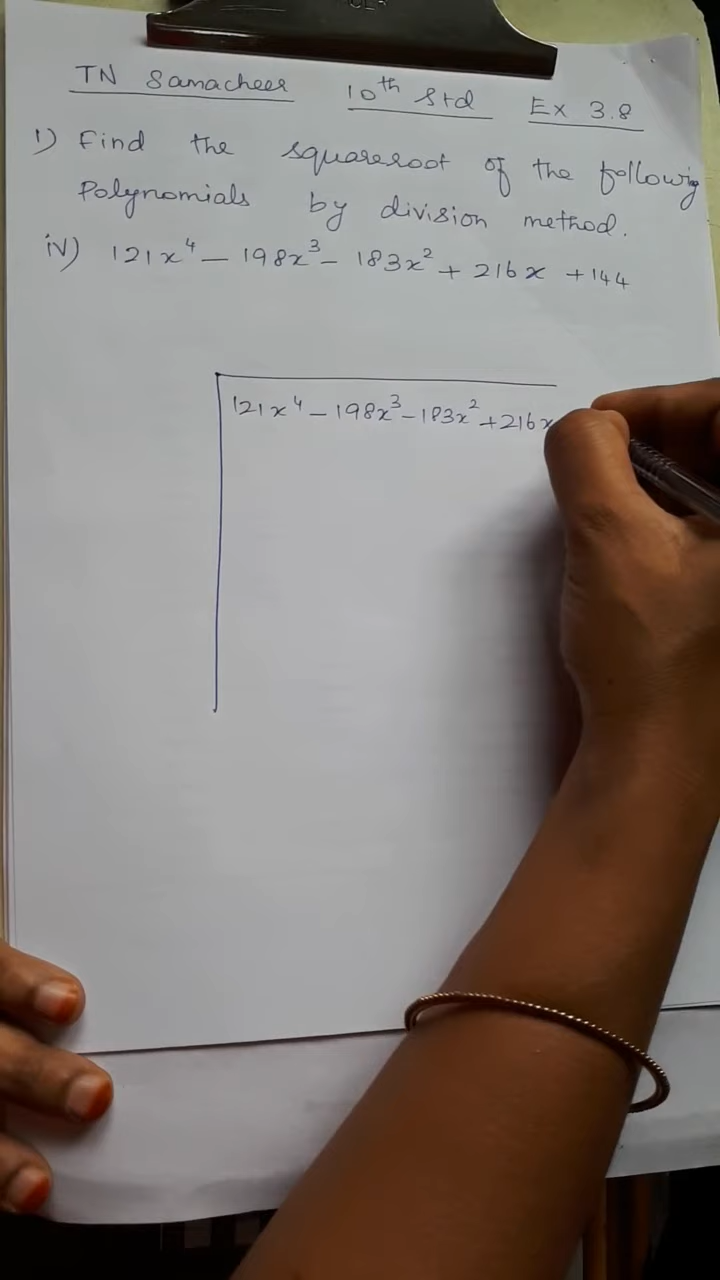 TN Samacheer 10th Std Ex 3.8
1) Find the squareroot of the following
Polynomials by division method.
iv) 121x⁴ - 198x³ - 183x² + 216x + 144
121x⁴ - 198x³ - 183x² + 216x